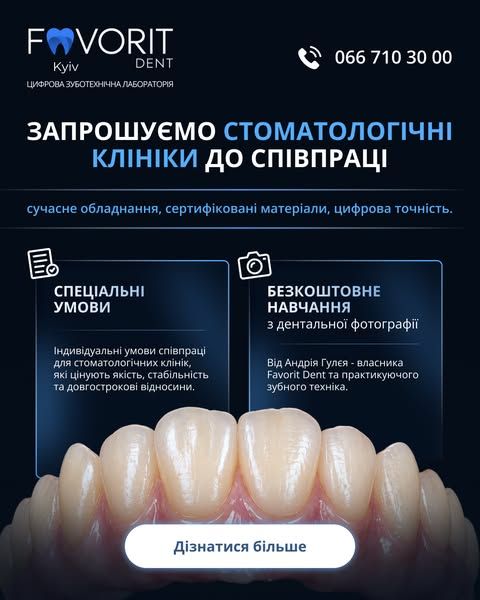 FAVORIT
DENT
Kyiv
ЦИФРОВА ЗУБОТЕХНІЧНА ЛАБОРАТОРІЯ
066 710 30 00
ЗАПРОШУЄМО СТОМАТОЛОГІЧНІ
КЛІНІКИ ДО СПІВПРАЦІ
сучасне обладнання, сертифіковані матеріали, цифрова точність.
СПЕЦІАЛЬНІ
УМОВИ
Індивідуальні умови співпраці
для стоматологічних клінік,
які цінують якість, стабільність
та довгострокові відносини.
БЕЗКОШТОВНЕ
НАВЧАННЯ
з дентальної фотографії
Від Андрія Гулєя - власника
Favorit Dent та практикуючого
зубного техніка.
Дізнатися більше